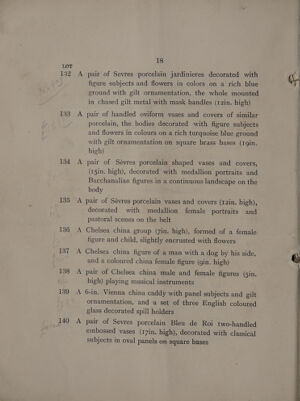 18
LOT
132 A pair of Sevres porcelain jardinieres decorated with
figure subjects and flowers in colors on a rich blue
ground with gilt ornamentation, the whole mounted
in chased gilt metal with mask handles (12in. high)
133 A pair of handled oviform vases and covers of similar
porcelain, the bodies decorated with figure subjects
and flowers in colours on a rich turquoise blue ground
with gilt ornamentation on square brass bases (19in.
high)
134 A pair of Sèvres porcelain shaped vases and covers,
(15in. high), decorated with medallion portraits and
Bacchanalian figures in a continuous landscape on the
body
135 A pair of Sèvres porcelain vases and covers (12in. high),
decorated with medallion female portraits and
pastoral scenes on the belt
136 A Chelsea china group (7in. high), formed of a female
figure and child, slightly encrusted with flowers
137 A Chelsea china figure of a man with a dog by his side,
and a coloured china female figure (9in. high)
138 A pair of Chelsea china male and female figures (5in.
high) playing musical instruments
139 A 6-in. Vienna china caddy with panel subjects and gilt
ornamentation, and a set of three English coloured
glass decorated spill holders
140 A pair of Sevres porcelain Bleu de Roi two-handled
embossed vases (17in. high), decorated with classical
subjects in oval panels on square bases